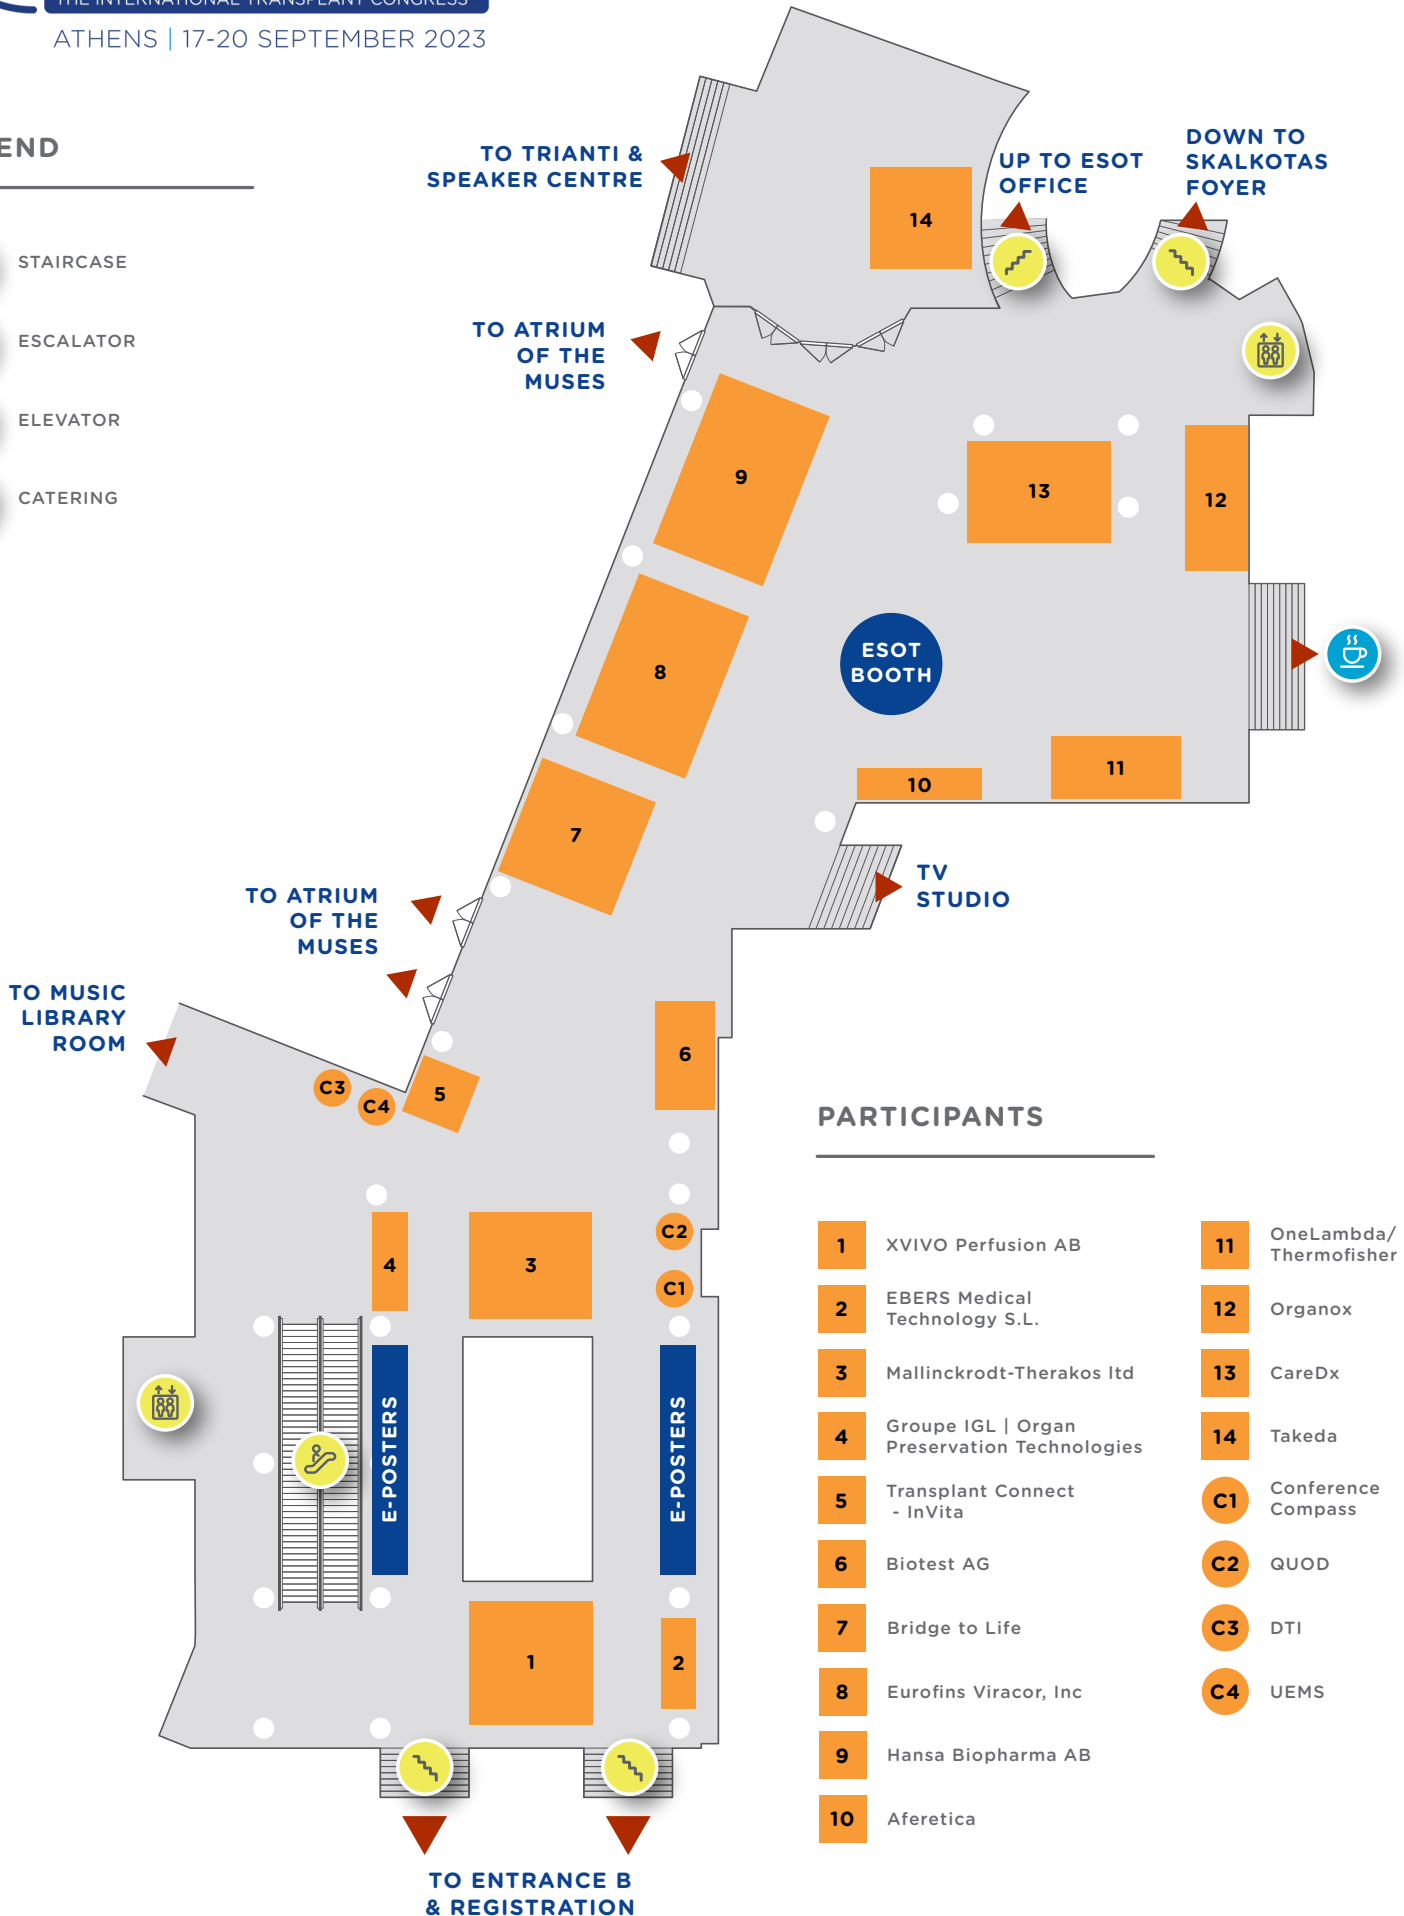 THE INTERNATIONAL TRANSPLANT CONGRESS
ATHENS | 17-20 SEPTEMBER 2023
END
STAIRCASE
ESCALATOR
ELEVATOR
CATERING
TO TRIANTI &
SPEAKER CENTRE
UP TO ESOT
OFFICE
DOWN TO
SKALKOTAS
FOYER
14
TO ATRIUM
OF THE
MUSES
9
13
12
8
ESOT
BOOTH
11
10
7
TV
STUDIO
TO ATRIUM
OF THE
MUSES
TO MUSIC
LIBRARY
ROOM
6
C3
C4
5
C2
4
3
C1
E-POSTERS
E-POSTERS
1
2
TO ENTRANCE B
& REGISTRATION
PARTICIPANTS
1 XVIVO Perfusion AB
2 EBERS Medical
Technology S.L.
3 Mallinckrodt-Therakos ltd
4 Groupe IGL | Organ
Preservation Technologies
5 Transplant Connect
- InVita
6 Biotest AG
7 Bridge to Life
8 Eurofins Viracor, Inc
9 Hansa Biopharma AB
10 Aferetica
11 OneLambda/
Thermofisher
12 Organox
13 CareDx
14 Takeda
C1 Conference
Compass
C2 QUOD
C3 DTI
C4 UEMS